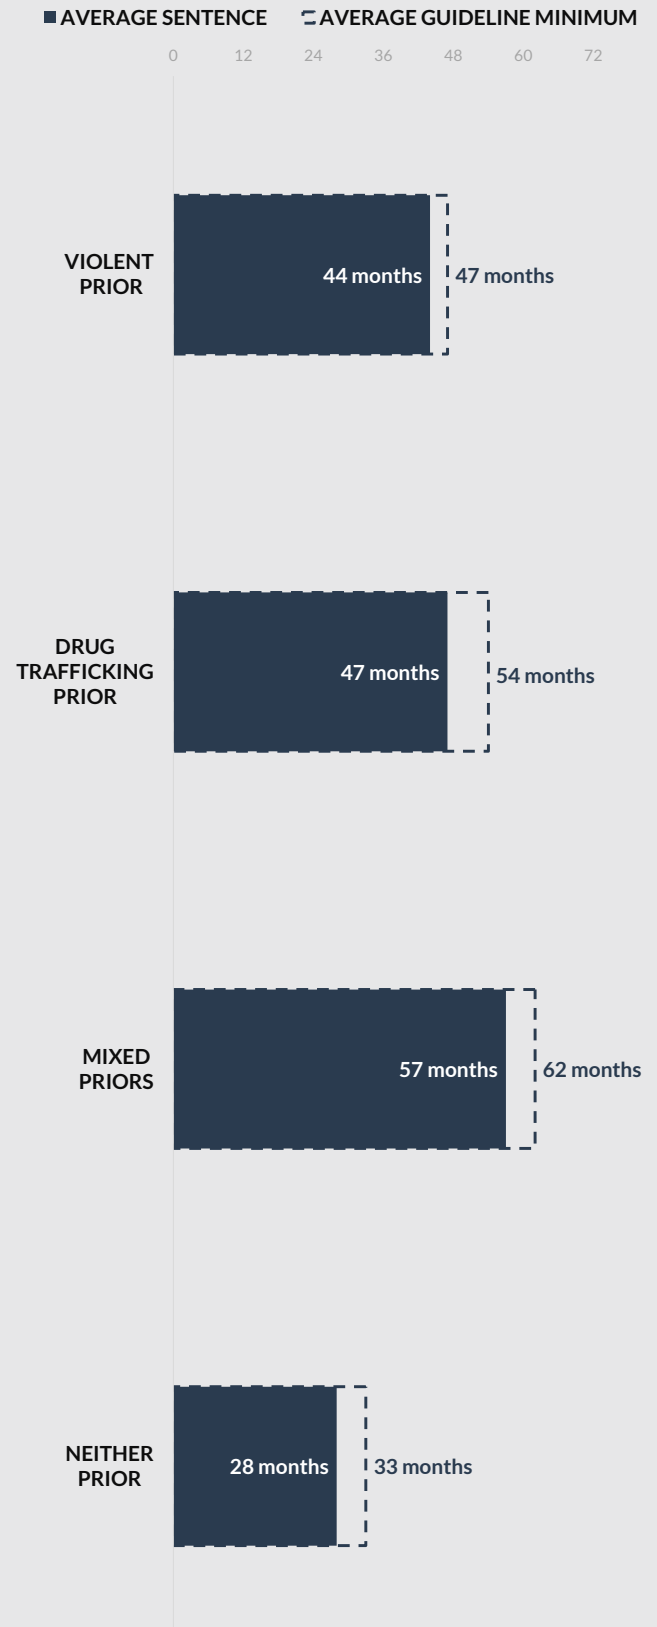 AVERAGE SENTENCE AVERAGE GUIDELINE MINIMUM
0 12 24 36 48 60 72
VIOLENT
PRIOR
44 months 47 months
DRUG
TRAFFICKING
PRIOR
47 months 54 months
MIXED
PRIORS
57 months 62 months
NEITHER
PRIOR
28 months 33 months